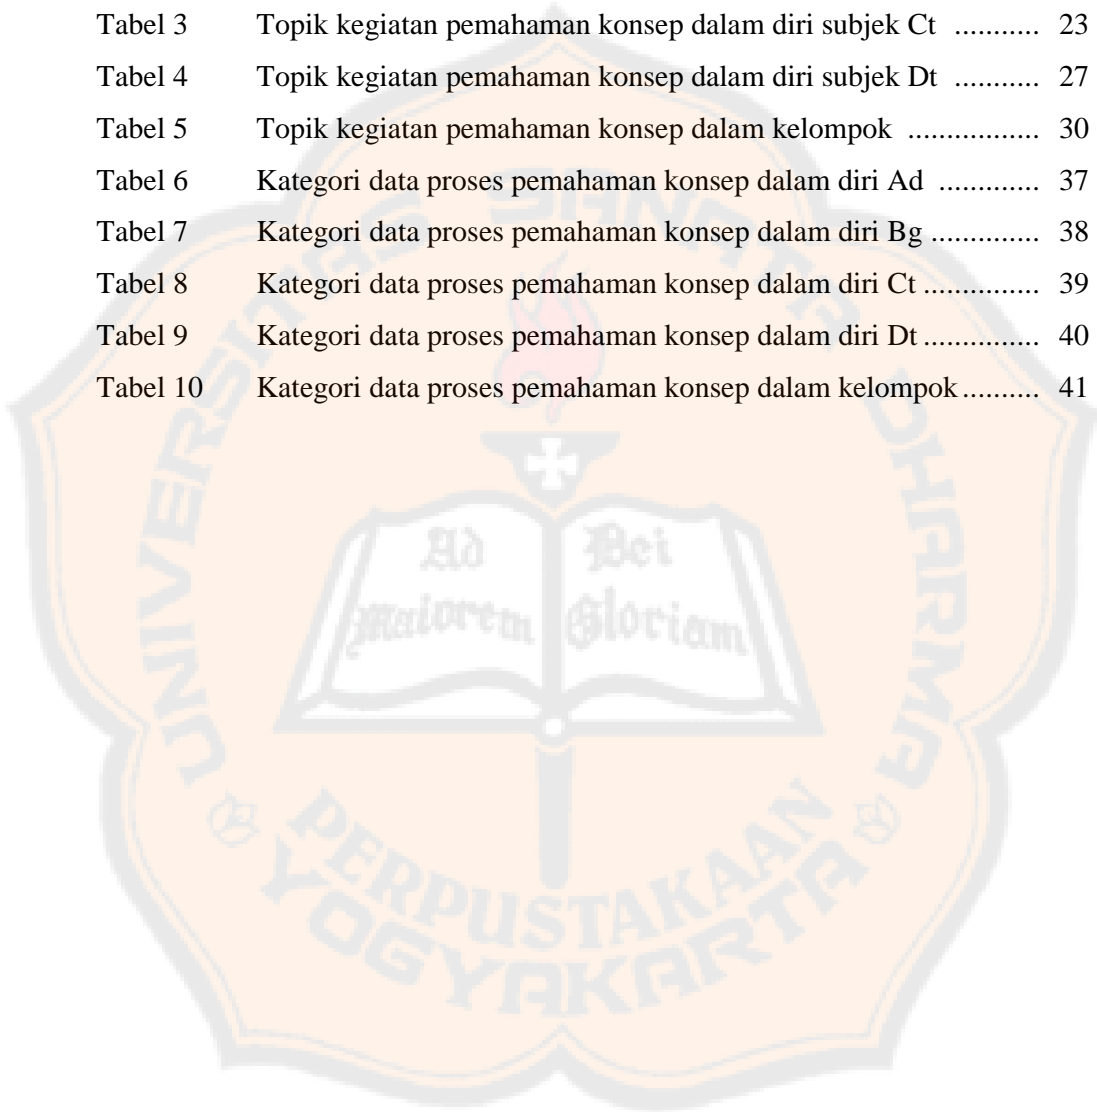 Tabel 3 Topik kegiatan pemahaman konsep dalam diri subjek Ct ........... 23
Tabel 4 Topik kegiatan pemahaman konsep dalam diri subjek Dt ........... 27
Tabel 5 Topik kegiatan pemahaman konsep dalam kelompok ................. 30
Tabel 6 Kategori data proses pemahaman konsep dalam diri Ad ............. 37
Tabel 7 Kategori data proses pemahaman konsep dalam diri Bg .............. 38
Tabel 8 Kategori data proses pemahaman konsep dalam diri Ct ............... 39
Tabel 9 Kategori data proses pemahaman konsep dalam diri Dt ............... 40
Tabel 10 Kategori data proses pemahaman konsep dalam kelompok .......... 41
UNIVERSITAS SANATA DHARMA
Ad Dei
Maiorem Gloriam
PERPUSTAKAAN
YOGYAKARTA